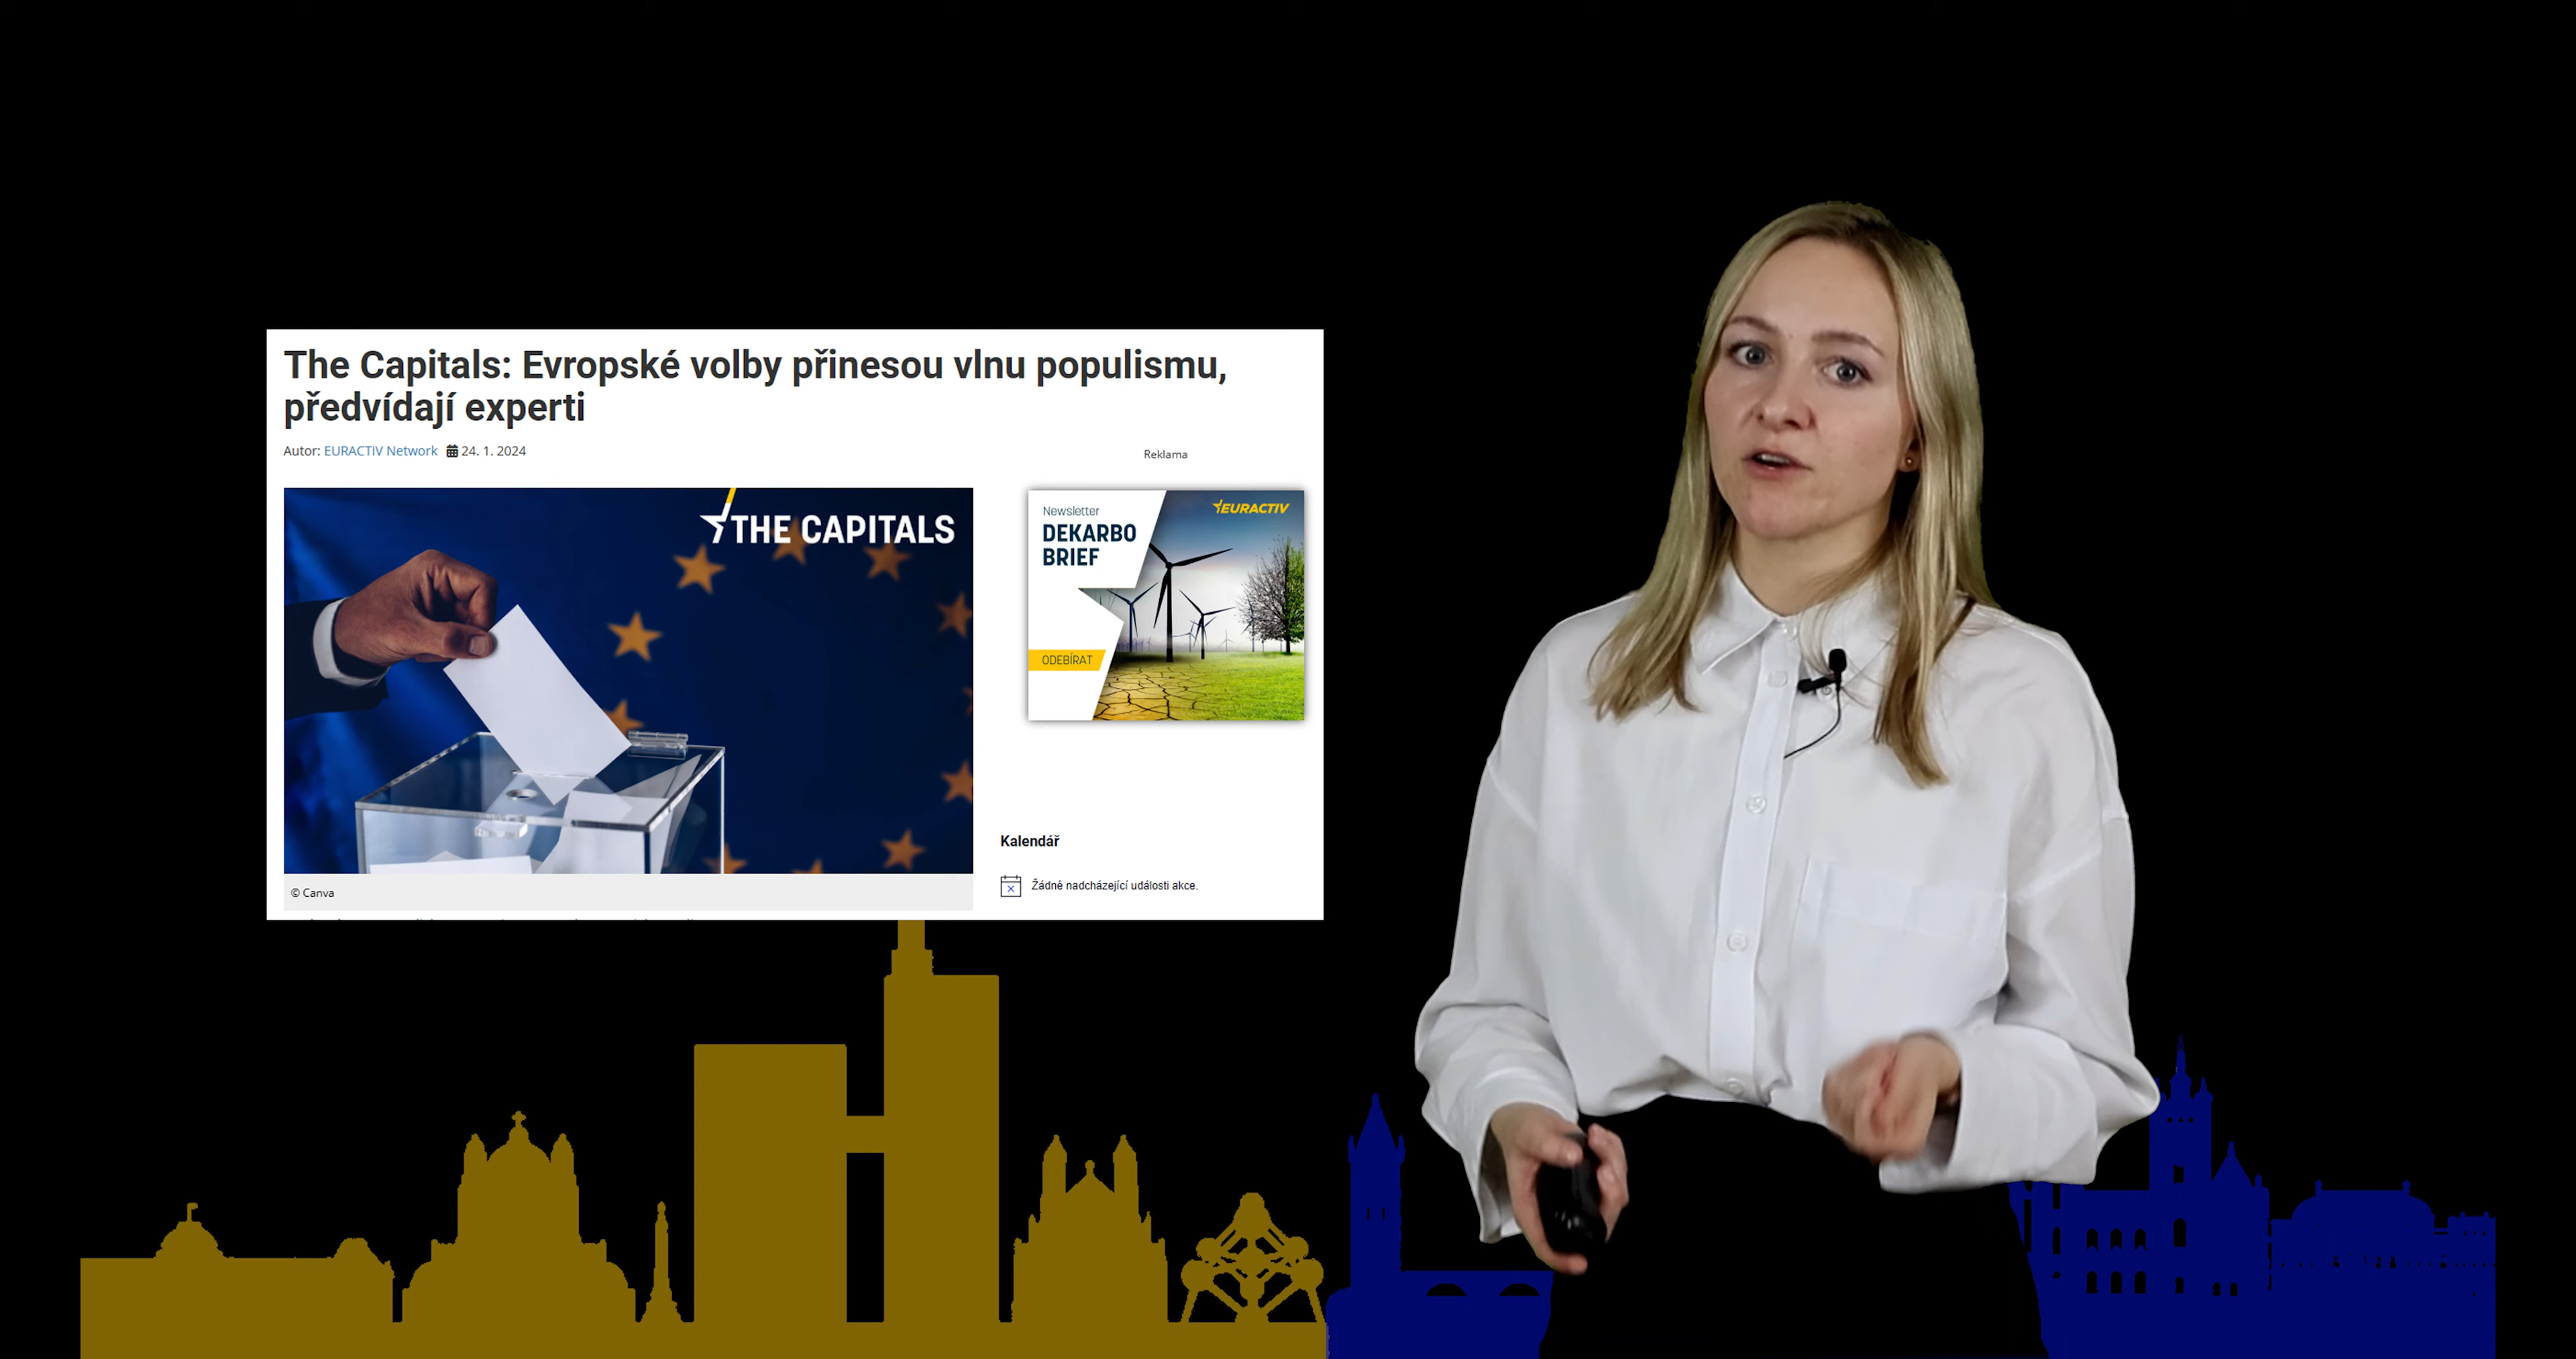 The Capitals: Evropské volby přinesou vlnu populismu,
předvídají experti
Autor: EURACTIV Network 24. 1. 2024
Reklama
THE CAPITALS
Newsletter
EURACTIV
DEKARBO
BRIEF
ODEBÍRAT
Kalendář
Žádné nadcházející události akce.
© Canva